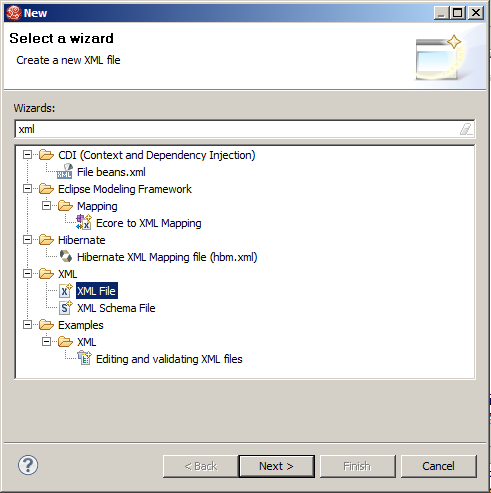 New
Select a wizard
Create a new XML file
Wizards:
xml
CDI (Context and Dependency Injection)
File beans.xml
Eclipse Modeling Framework
Mapping
Ecore to XML Mapping
Hibernate
Hibernate XML Mapping file (hbm.xml)
XML
XML File
XML Schema File
Examples
XML
Editing and validating XML files
< Back
Next >
Finish
Cancel